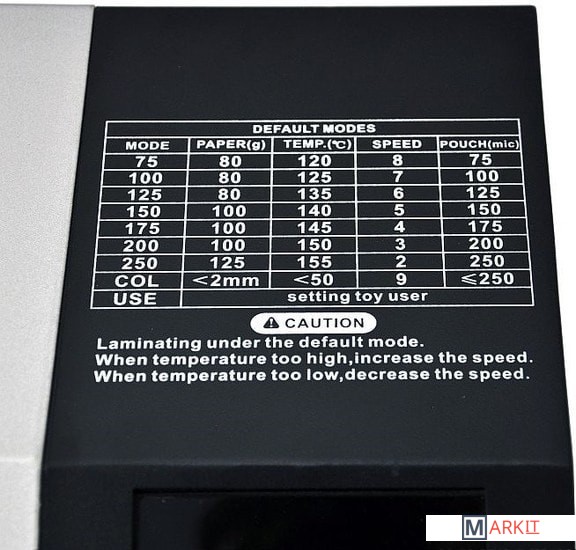 DEFAULT MODES
MODE PAPER(g) TEMP.(℃) SPEED POUCH(mic)
75 80 120 8 75
100 80 125 7 100
125 80 135 6 125
150 100 140 5 150
175 100 145 4 175
200 100 150 3 200
250 125 155 2 250
COL <2mm <50 9 ⩽250
USE setting toy user
CAUTION
Laminating under the default mode.
When temperature too high,increase the speed.
When temperature too low,decrease the speed.
MARKIT